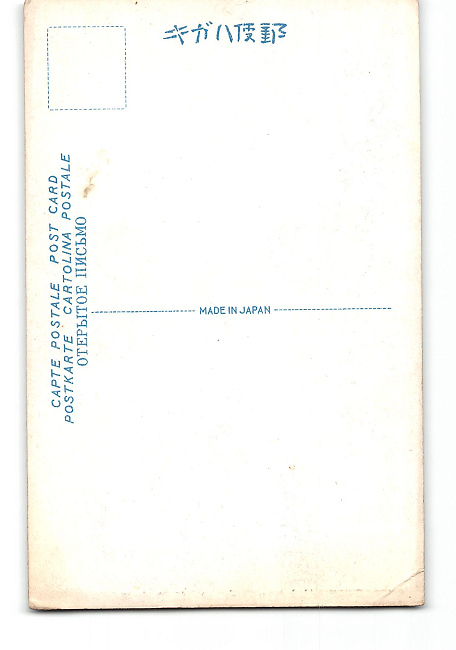 キガハ便郵
CAPTE POSTALE POST CARD
POSTKARTE CARTOLINA POSTALE
ОТЕРЫТОЕ ПИСЬМО
MADE IN JAPAN